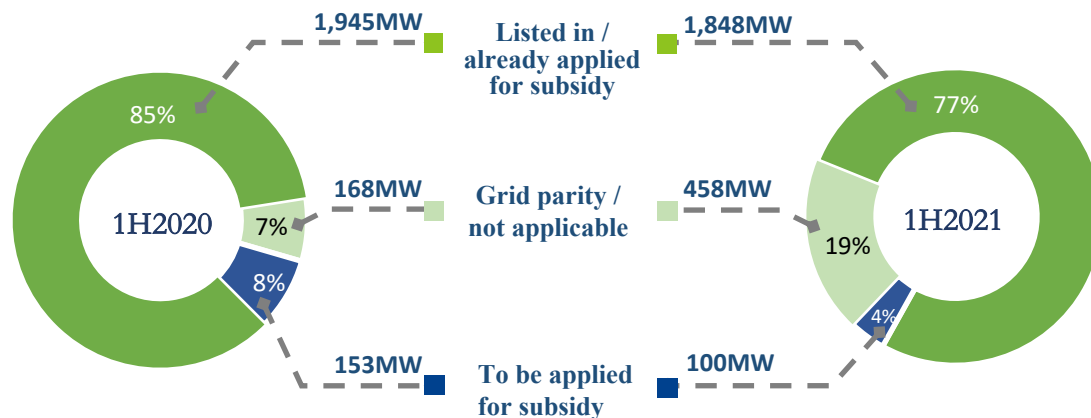 1,945MW
Listed in /
already applied
for subsidy
1,848MW
85%
77%
168MW
Grid parity /
not applicable
458MW
1H2020
7%
1H2021
19%
8%
4%
153MW
To be applied
for subsidy
100MW